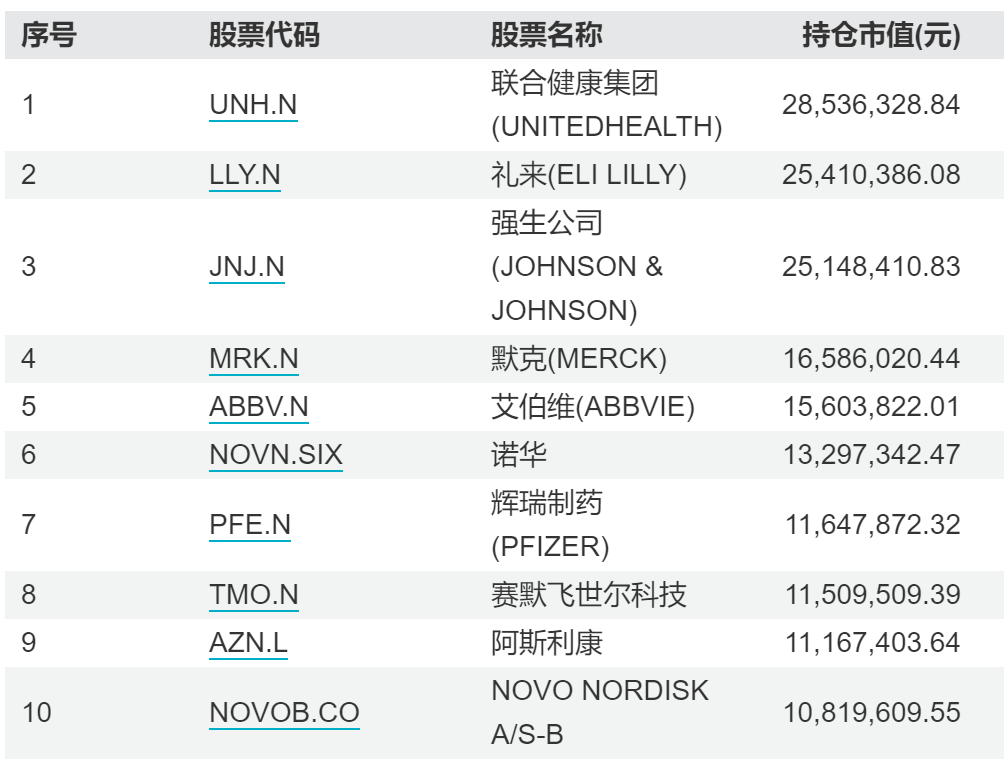 序号 股票代码 股票名称 持仓市值(元)
1 UNH.N 联合健康集团
(UNITEDHEALTH) 28,536,328.84
2 LLY.N 礼来(ELI LILLY) 25,410,386.08
3 JNJ.N 强生公司
(JOHNSON &
JOHNSON) 25,148,410.83
4 MRK.N 默克(MERCK) 16,586,020.44
5 ABBV.N 艾伯维(ABBVIE) 15,603,822.01
6 NOVN.SIX 诺华 13,297,342.47
7 PFE.N 辉瑞制药
(PFIZER) 11,647,872.32
8 TMO.N 赛默飞世尔科技 11,509,509.39
9 AZN.L 阿斯利康 11,167,403.64
10 NOVOB.CO NOVO NORDISK
A/S-B 10,819,609.55